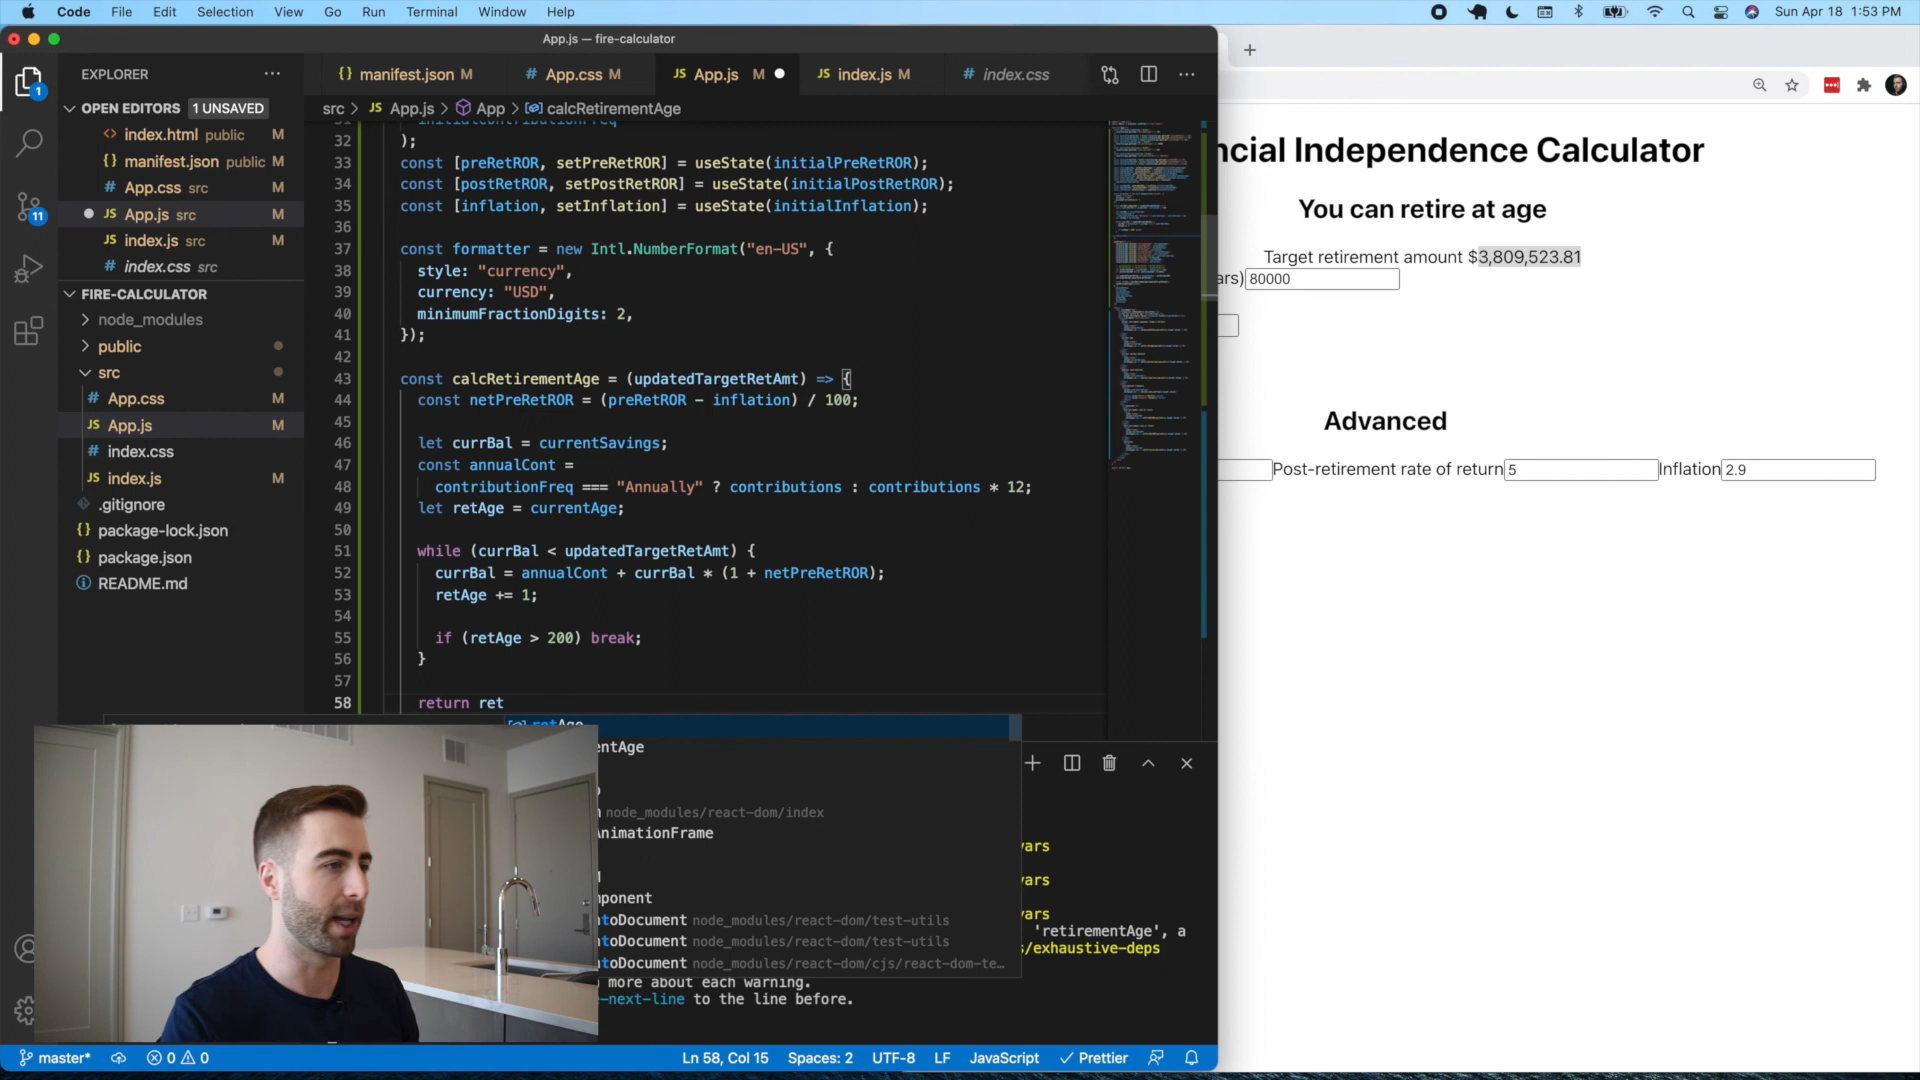 Code File Edit Selection View Go Run Terminal Window Help Sun Apr 18 1:53 PM
App.js — fire-calculator
EXPLORER
{} manifest.json M # App.css M JS App.js M JS index.js M # index.css
OPEN EDITORS 1 UNSAVED
src > JS App.js > App > calcRetirementAge
index.html public M
{} manifest.json public M
# App.css src M
JS App.js src M
JS index.js src M
# index.css src
1
11
FIRE-CALCULATOR
node_modules
public
src
# App.css M
JS App.js M
# index.css
JS index.js M
.gitignore
{} package-lock.json
{} package.json
README.md
31 initialContributionFreq
32 );
33 const [preRetROR, setPreRetROR] = useState(initialPreRetROR);
34 const [postRetROR, setPostRetROR] = useState(initialPostRetROR);
35 const [inflation, setInflation] = useState(initialInflation);
36
37 const formatter = new Intl.NumberFormat("en-US", {
38 style: "currency",
39 currency: "USD",
40 minimumFractionDigits: 2,
41 });
42
43 const calcRetirementAge = (updatedTargetRetAmt) => {
44 const netPreRetROR = (preRetROR - inflation) / 100;
45
46 let currBal = currentSavings;
47 const annualCont =
48 contributionFreq === "Annually" ? contributions : contributions * 12;
49 let retAge = currentAge;
50
51 while (currBal < updatedTargetRetAmt) {
52 currBal = annualCont + currBal * (1 + netPreRetROR);
53 retAge += 1;
54
55 if (retAge > 200) break;
56 }
57
58 return ret
retAge
entAge
node_modules/react-dom/index
AnimationFrame
mponent
toDocument node_modules/react-dom/test-utils
toDocument node_modules/react-dom/test-utils
toDocument node_modules/react-dom/cjs/react-dom-te…
vars
vars
vars
'retirementAge', a
s/exhaustive-deps
more about each warning.
-next-line to the line before.
master* 0 0 Ln 58, Col 15 Spaces: 2 UTF-8 LF JavaScript Prettier
ncial Independence Calculator
You can retire at age
Target retirement amount $3,809,523.81
ars) 80000
Advanced
Post-retirement rate of return 5 Inflation 2.9